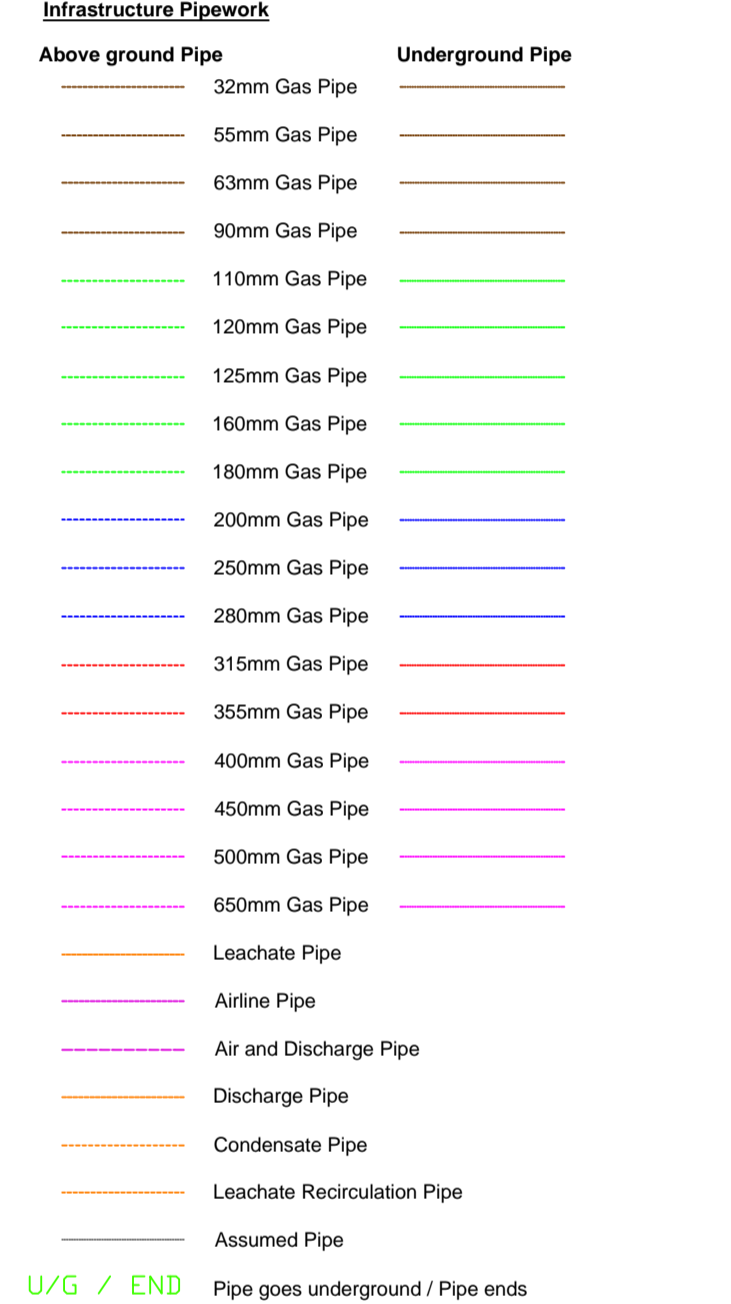 Infrastructure Pipework
Above ground Pipe Underground Pipe
32mm Gas Pipe
55mm Gas Pipe
63mm Gas Pipe
90mm Gas Pipe
110mm Gas Pipe
120mm Gas Pipe
125mm Gas Pipe
160mm Gas Pipe
180mm Gas Pipe
200mm Gas Pipe
250mm Gas Pipe
280mm Gas Pipe
315mm Gas Pipe
355mm Gas Pipe
400mm Gas Pipe
450mm Gas Pipe
500mm Gas Pipe
650mm Gas Pipe
Leachate Pipe
Airline Pipe
Air and Discharge Pipe
Discharge Pipe
Condensate Pipe
Leachate Recirculation Pipe
Assumed Pipe
U/G / END Pipe goes underground / Pipe ends